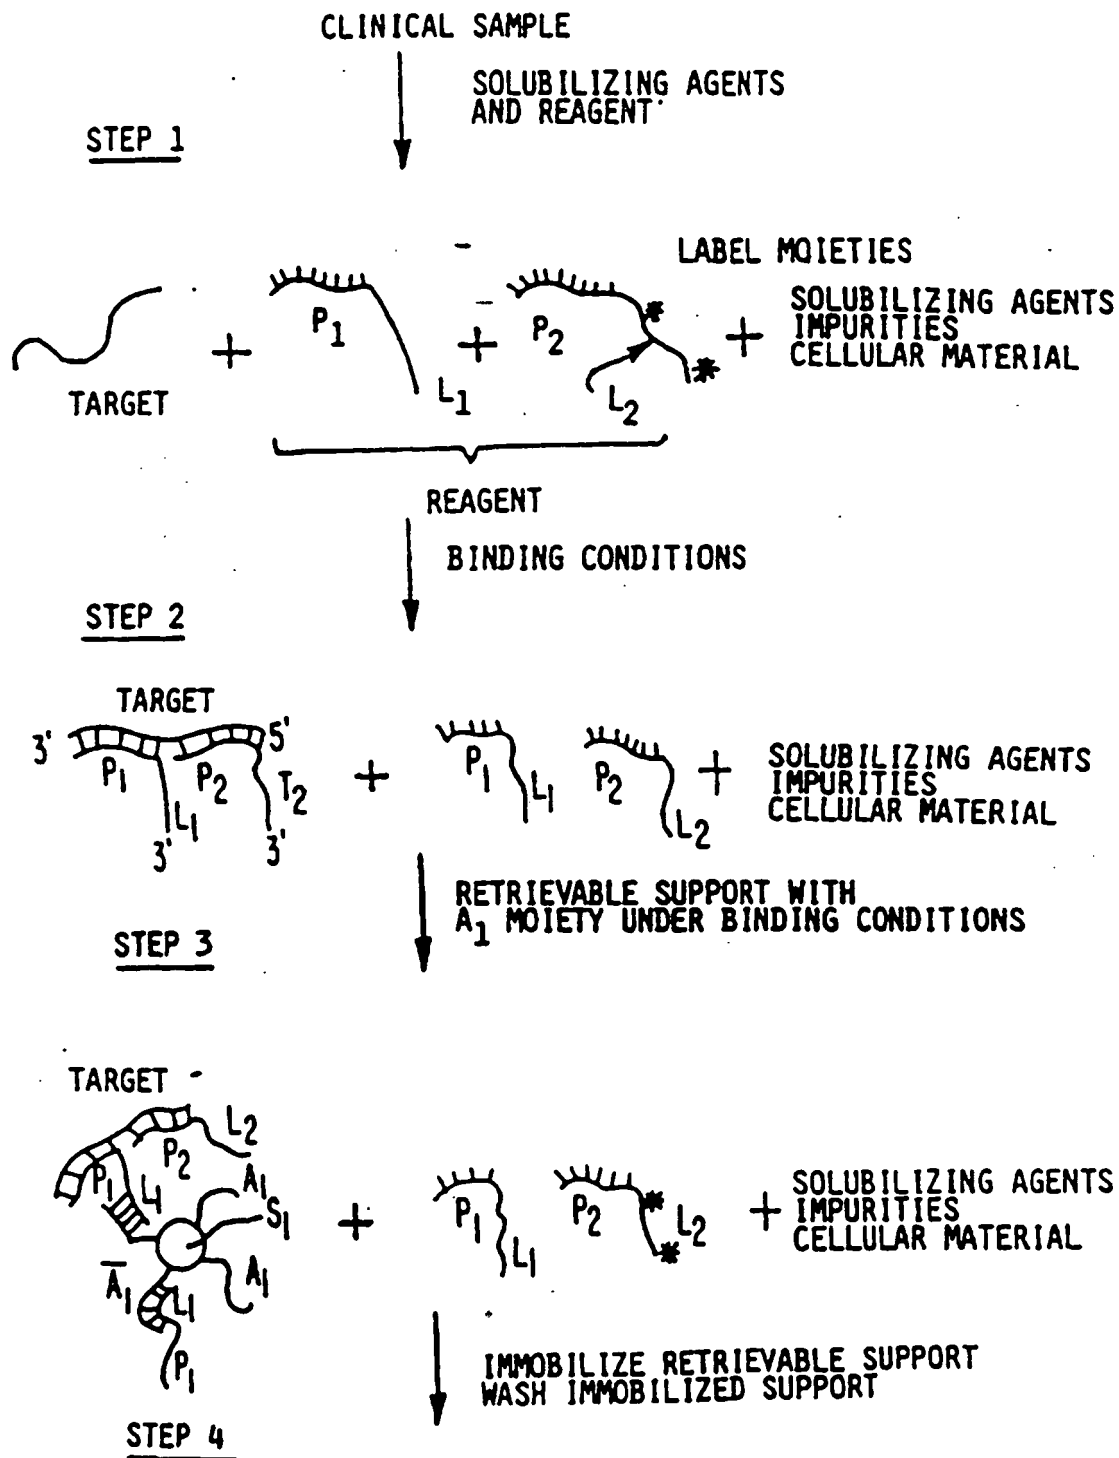 CLINICAL SAMPLE
SOLUBILIZING AGENTS
AND REAGENT
STEP 1
LABEL MOIETIES
SOLUBILIZING AGENTS
IMPURITIES
CELLULAR MATERIAL
TARGET
+
P1
L1
+
P2
*
*
L2
+
REAGENT
BINDING CONDITIONS
STEP 2
TARGET
3'
5'
P1
P2
L1
T2
3'
3'
+
P1
L1
P2
L2
+
SOLUBILIZING AGENTS
IMPURITIES
CELLULAR MATERIAL
RETRIEVABLE SUPPORT WITH
A1 MOIETY UNDER BINDING CONDITIONS
STEP 3
TARGET
L2
P2
P1
A1
S1
A̅1
L1
A1
P1
+
P1
L1
P2
*
*
L2
+
SOLUBILIZING AGENTS
IMPURITIES
CELLULAR MATERIAL
IMMOBILIZE RETRIEVABLE SUPPORT
WASH IMMOBILIZED SUPPORT
STEP 4